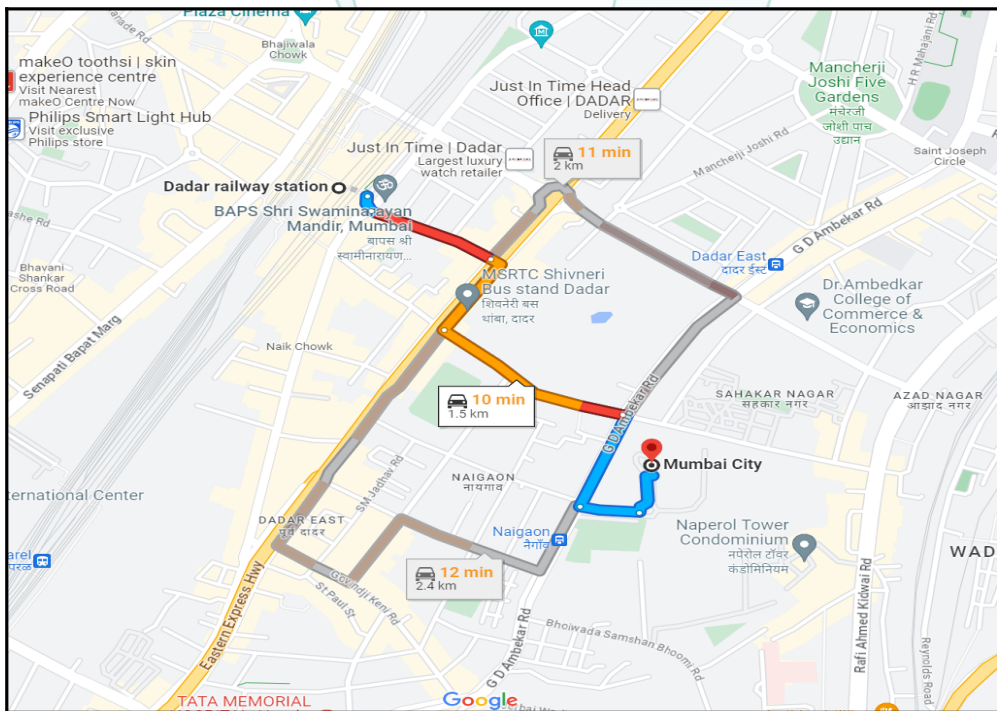 Plaza Cinema
Bhajiwala
Chowk
makeO toothsi | skin
experience centre
Visit Nearest
makeO Centre Now
Philips Smart Light Hub
Visit exclusive
Philips store
Just In Time Head
Office | DADAR
Delivery
Mancherji
Joshi Five
Gardens
मंचेरजी
जोशी पाच
उद्यान
H R Mahajani Rd
Saint Joseph
Circle
Mancherji Joshi Rd
Just In Time | Dadar
Largest luxury
watch retailer
11 min
2 km
Dadar railway station
BAPS Shri Swaminarayan
Mandir, Mumbai
बापस श्री
स्वामीनारायण...
G D Ambekar Rd
Dadar East
दादर ईस्ट
Bhavani
Shankar
Cross Road
MSRTC Shivneri
Bus stand Dadar
शिवनेरी बस
थांबा, दादर
Dr.Ambedkar
College of
Commerce &
Economics
Senapati Bapat Marg
Naik Chowk
10 min
1.5 km
G D Ambekar Rd
SAHAKAR NAGAR
सहकार नगर
AZAD NAGAR
आझाद नगर
Mumbai City
SM Jadhav Rd
NAIGAON
नायगाव
ternational Center
DADAR EAST
पूर्व दादर
Naigaon
नैगाँव
Naperol Tower
Condominium
नपेरोल टॉवर
कंडोमिनियम
WAD
arel
परळ
12 min
2.4 km
Govindji Keni Rd
St.Paul St
Eastern Express Hwy
G D Ambekar Rd
Bhoiwada Samshan Bhoomi Rd
Rafi Ahmed Kidwai Rd
Reynolds Road
TATA MEMORIAL
Google